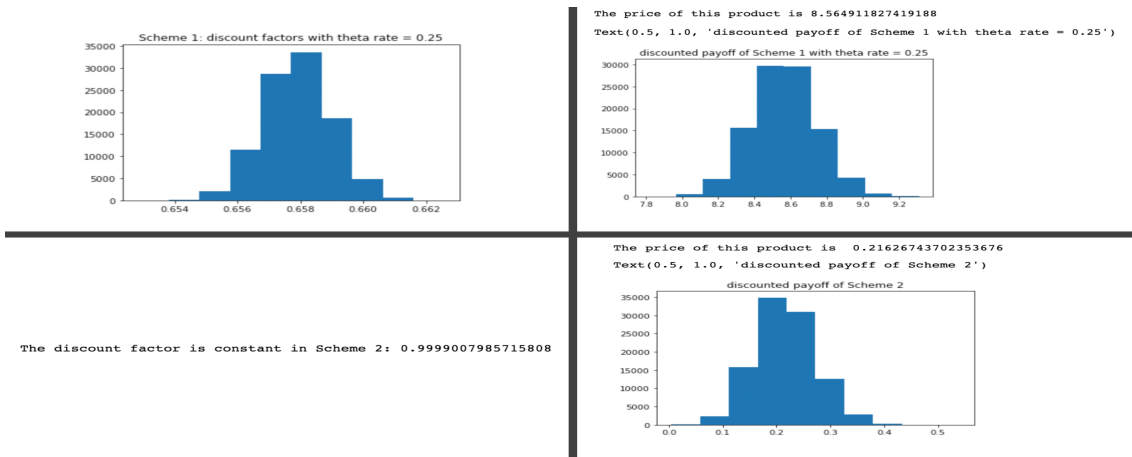 Scheme 1: discount factors with theta rate = 0.25
35000
30000
25000
20000
15000
10000
5000
0
0.654 0.656 0.658 0.660 0.662
The price of this product is 8.564911827419188
Text(0.5, 1.0, 'discounted payoff of Scheme 1 with theta rate = 0.25')
discounted payoff of Scheme 1 with theta rate = 0.25
30000
25000
20000
15000
10000
5000
0
7.8 8.0 8.2 8.4 8.6 8.8 9.0 9.2
The discount factor is constant in Scheme 2: 0.9999007985715808
The price of this product is  0.21626743702353676
Text(0.5, 1.0, 'discounted payoff of Scheme 2')
discounted payoff of Scheme 2
35000
30000
25000
20000
15000
10000
5000
0
0.0 0.1 0.2 0.3 0.4 0.5